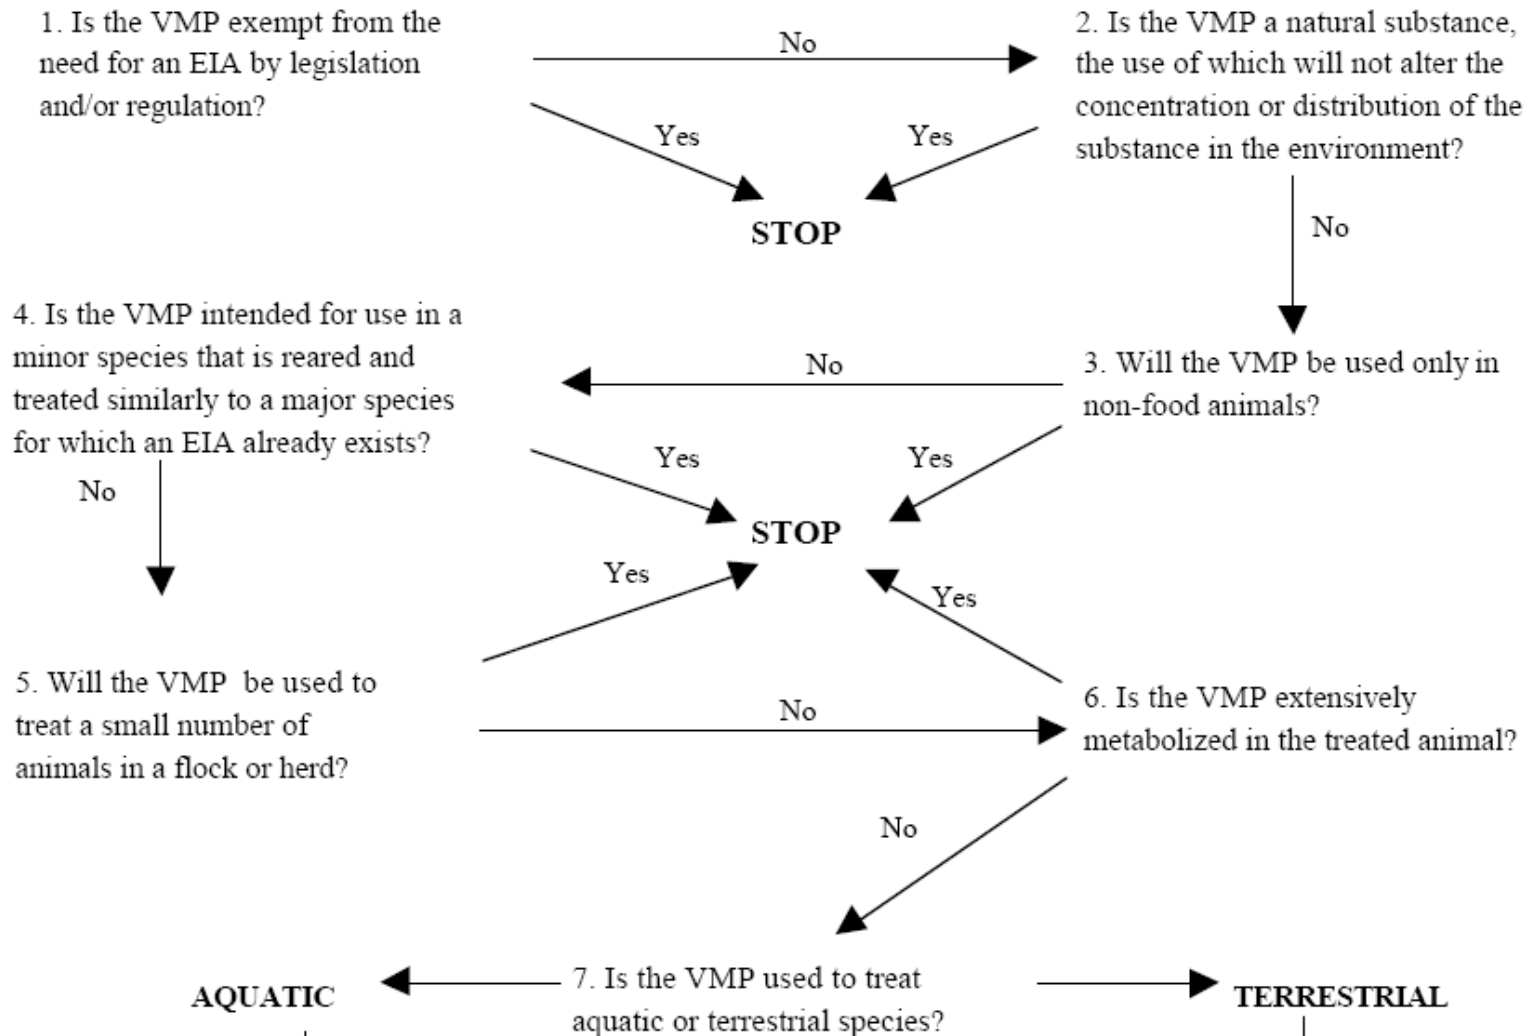 1. Is the VMP exempt from the
need for an EIA by legislation
and/or regulation?
No
2. Is the VMP a natural substance,
the use of which will not alter the
concentration or distribution of the
substance in the environment?
Yes
Yes
STOP
No
3. Will the VMP be used only in
non-food animals?
No
4. Is the VMP intended for use in a
minor species that is reared and
treated similarly to a major species
for which an EIA already exists?
Yes
Yes
STOP
No
Yes
Yes
5. Will the VMP be used to
treat a small number of
animals in a flock or herd?
No
6. Is the VMP extensively
metabolized in the treated animal?
No
7. Is the VMP used to treat
aquatic or terrestrial species?
AQUATIC
TERRESTRIAL